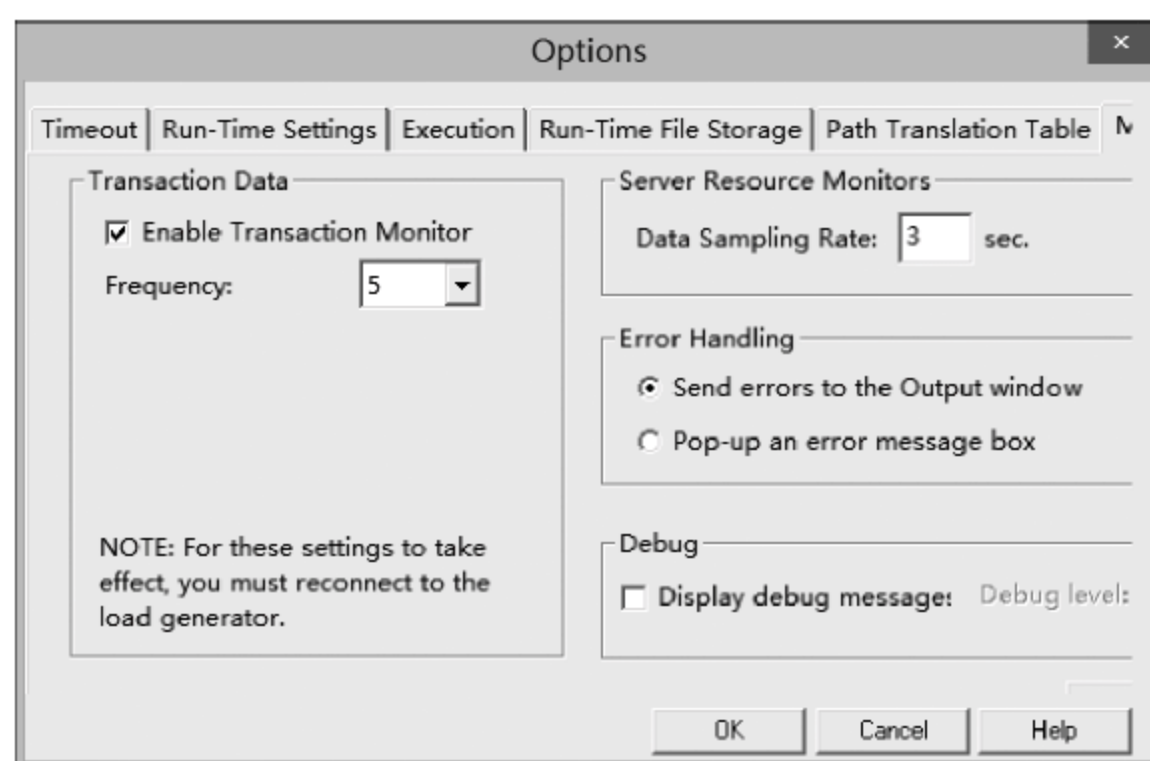 Options
Timeout Run-Time Settings Execution Run-Time File Storage Path Translation Table M
Transaction Data
Enable Transaction Monitor
Frequency: 5
NOTE: For these settings to take
effect, you must reconnect to the
load generator.
Server Resource Monitors
Data Sampling Rate: 3 sec.
Error Handling
Send errors to the Output window
Pop-up an error message box
Debug
Display debug message: Debug level:
OK Cancel Help